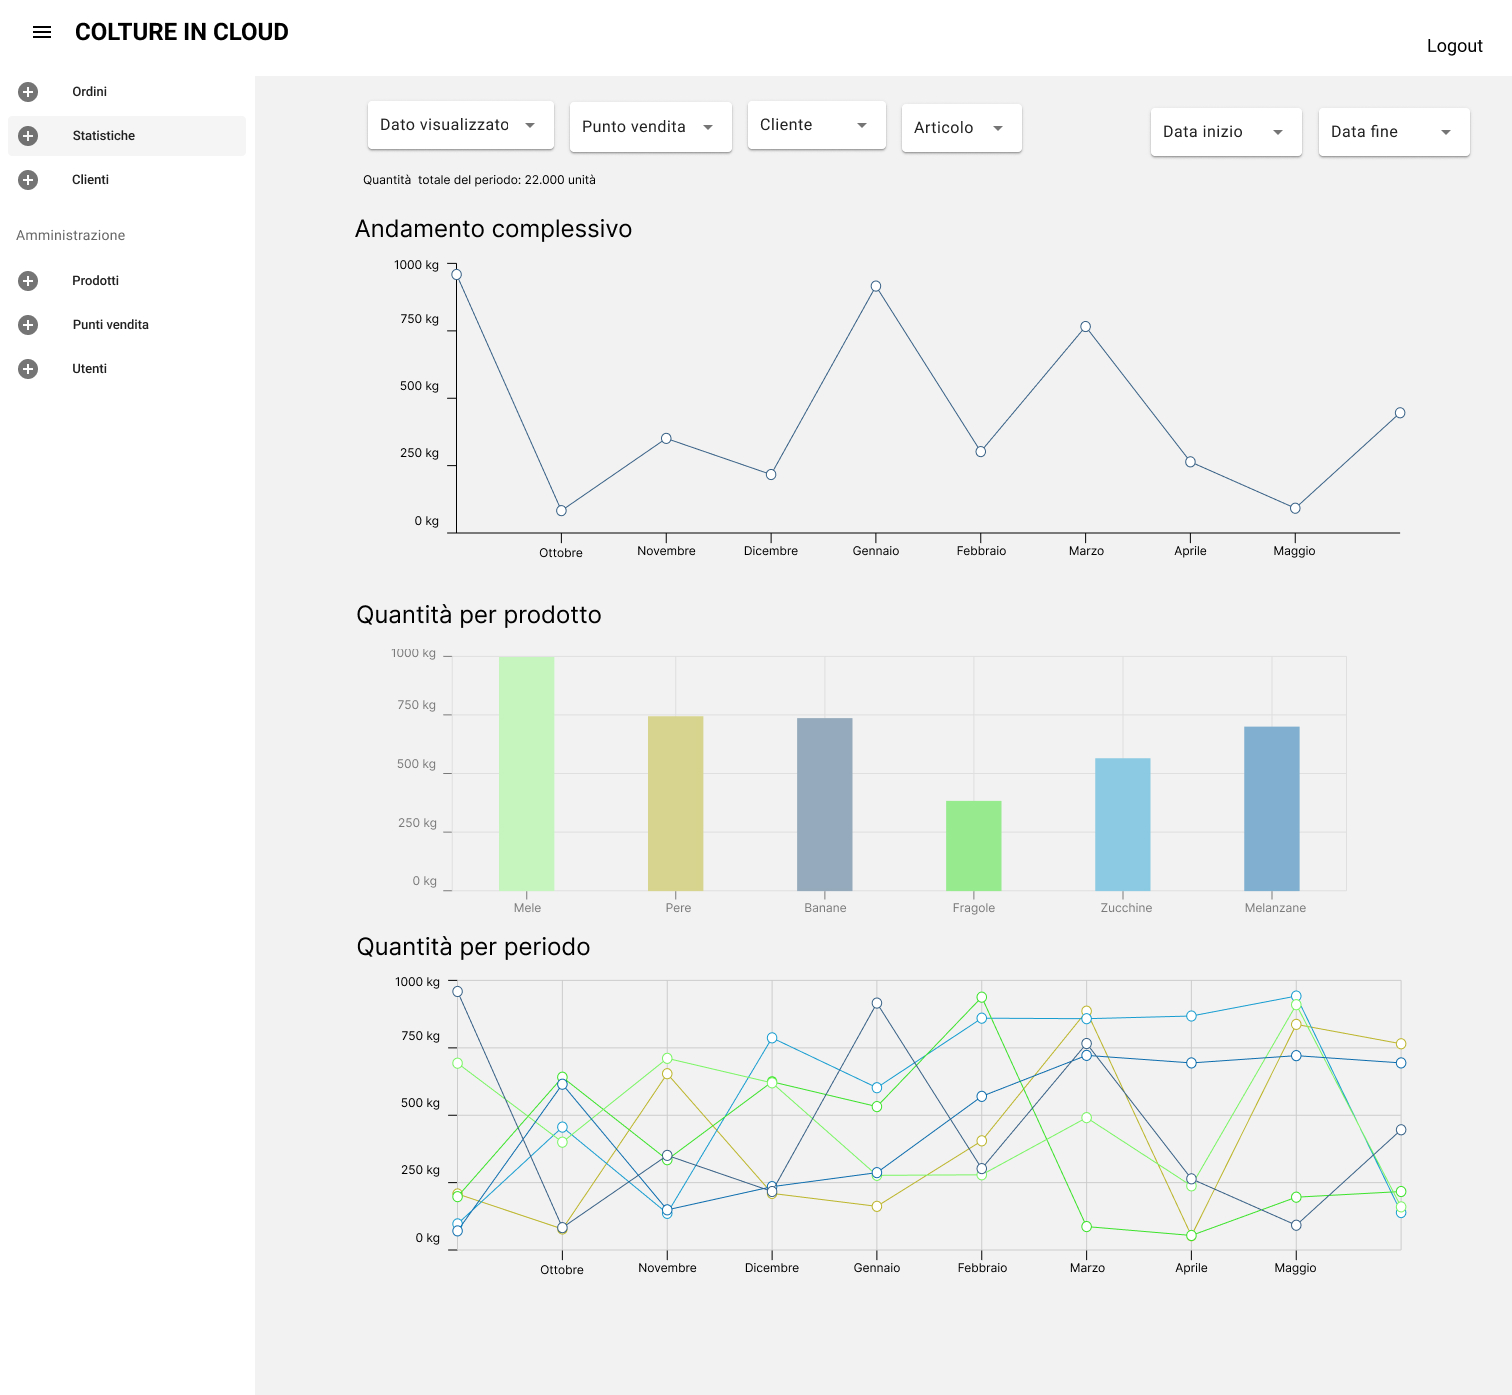 COLTURE IN CLOUD
Logout
Ordini
Statistiche
Clienti
Amministrazione
Prodotti
Punti vendita
Utenti
Dato visualizzato
Punto vendita
Cliente
Articolo
Data inizio
Data fine
Quantità  totale del periodo: 22.000 unità
Andamento complessivo
1000 kg
750 kg
500 kg
250 kg
0 kg
Ottobre
Novembre
Dicembre
Gennaio
Febbraio
Marzo
Aprile
Maggio
Quantità per prodotto
1000 kg
750 kg
500 kg
250 kg
0 kg
Mele
Pere
Banane
Fragole
Zucchine
Melanzane
Quantità per periodo
1000 kg
750 kg
500 kg
250 kg
0 kg
Ottobre
Novembre
Dicembre
Gennaio
Febbraio
Marzo
Aprile
Maggio